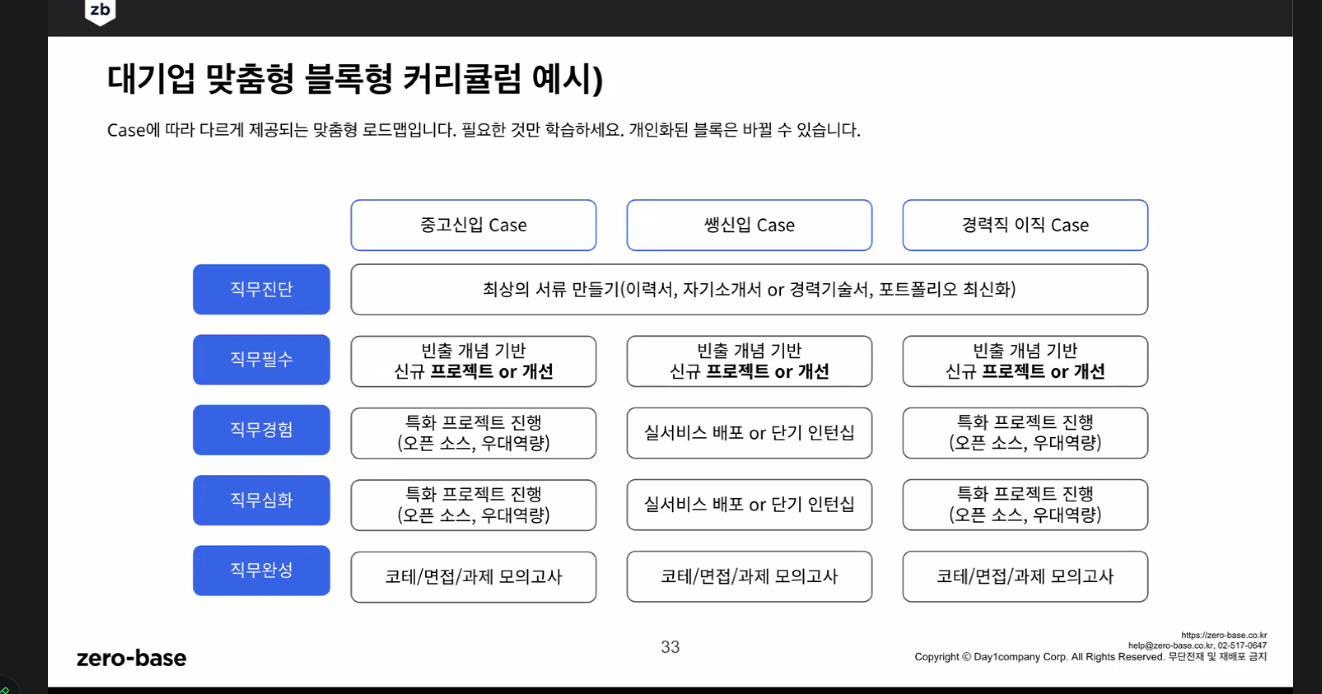 zb
대기업 맞춤형 블록형 커리큘럼 예시)
Case에 따라 다르게 제공되는 맞춤형 로드맵입니다. 필요한 것만 학습하세요. 개인화된 블록은 바뀔 수 있습니다.
중고신입 Case
쌩신입 Case
경력직 이직 Case
직무진단
최상의 서류 만들기(이력서, 자기소개서 or 경력기술서, 포트폴리오 최신화)
직무필수
빈출 개념 기반
신규 프로젝트 or 개선
빈출 개념 기반
신규 프로젝트 or 개선
빈출 개념 기반
신규 프로젝트 or 개선
직무경험
특화 프로젝트 진행
(오픈 소스, 우대역량)
실서비스 배포 or 단기 인턴십
특화 프로젝트 진행
(오픈 소스, 우대역량)
직무심화
특화 프로젝트 진행
(오픈 소스, 우대역량)
실서비스 배포 or 단기 인턴십
특화 프로젝트 진행
(오픈 소스, 우대역량)
직무완성
코테/면접/과제 모의고사
코테/면접/과제 모의고사
코테/면접/과제 모의고사
zero-base
33
https://zero-base.co.kr
help@zero-base.co.kr, 02-517-0647
Copyright ⓒ Day1company Corp. All Rights Reserved. 무단전재 및 재배포 금지